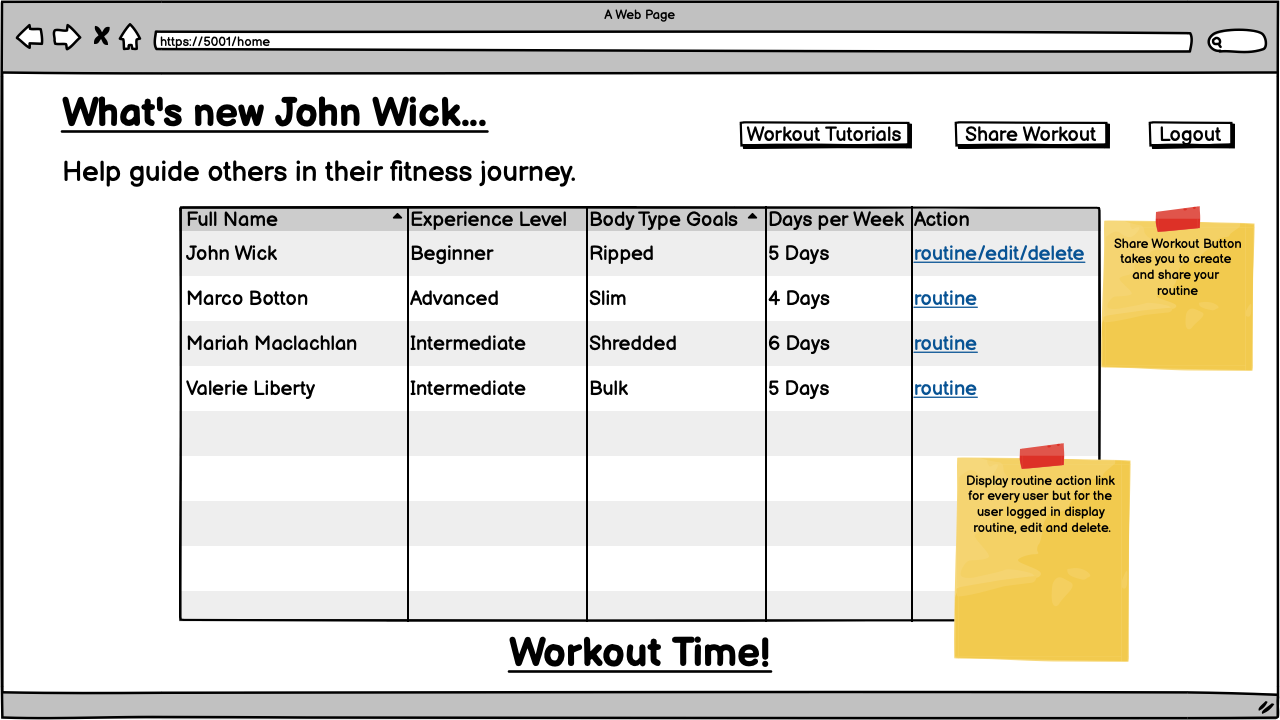 A Web Page
https://5001/home
What's new John Wick...
Workout Tutorials Share Workout Logout
Help guide others in their fitness journey.
Full Name Experience Level Body Type Goals Days per Week Action
John Wick Beginner Ripped 5 Days routine/edit/delete
Marco Botton Advanced Slim 4 Days routine
Mariah Maclachlan Intermediate Shredded 6 Days routine
Valerie Liberty Intermediate Bulk 5 Days routine
Share Workout Button
takes you to create
and share your
routine
Display routine action link
for every user but for the
user logged in display
routine, edit and delete.
Workout Time!